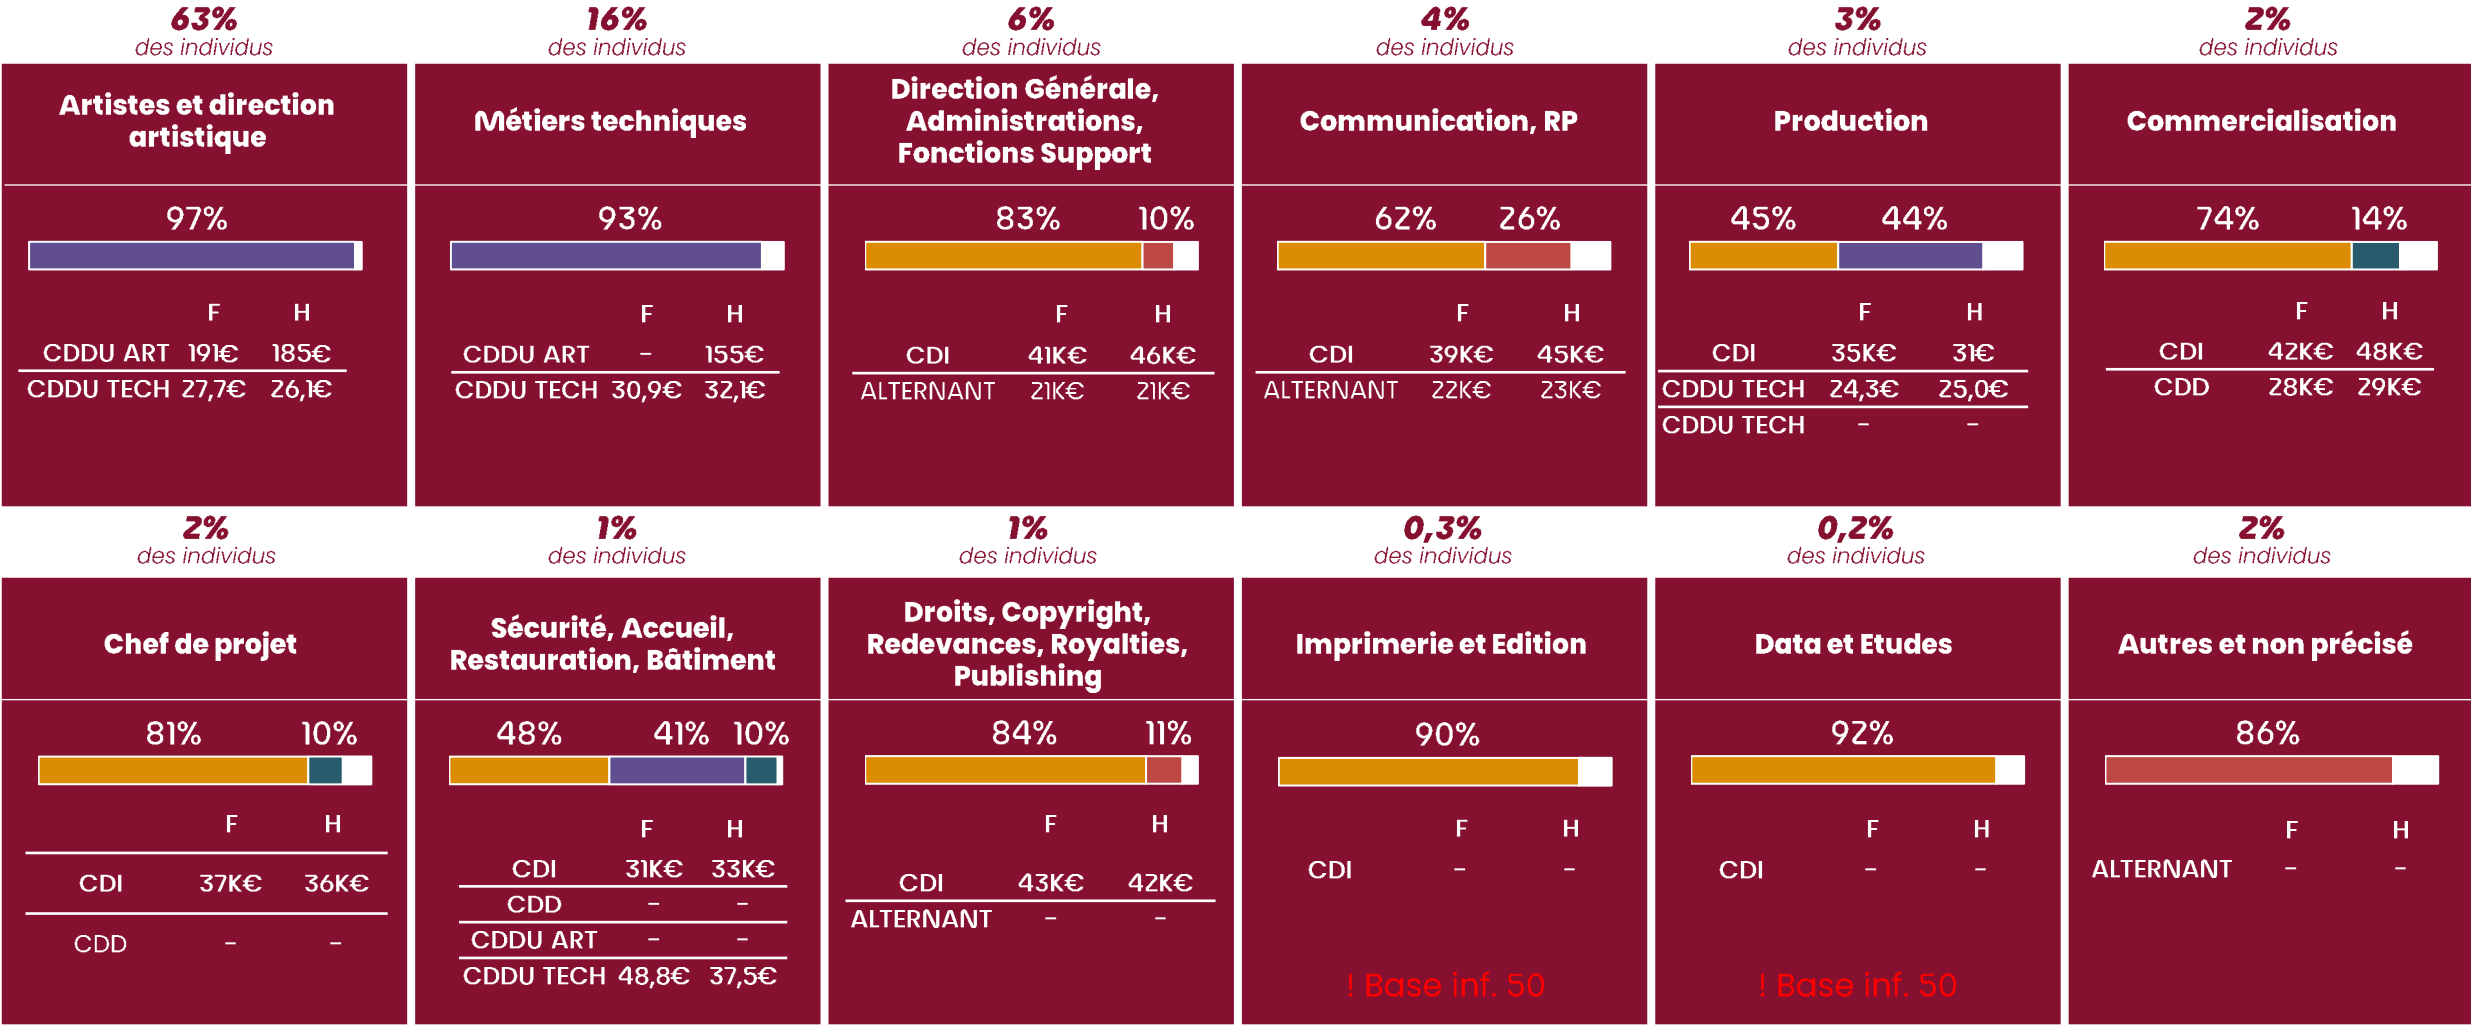 63%
des individus
Artistes et direction
artistique
97%
F H
CDDU ART 191€ 185€
CDDU TECH 27,7€ 26,1€
16%
des individus
Métiers techniques
93%
F H
CDDU ART - 155€
CDDU TECH 30,9€ 32,1€
6%
des individus
Direction Générale,
Administrations,
Fonctions Support
83% 10%
F H
CDI 41K€ 46K€
ALTERNANT 21K€ 21K€
4%
des individus
Communication, RP
62% 26%
F H
CDI 39K€ 45K€
ALTERNANT 22K€ 23K€
3%
des individus
Production
45% 44%
F H
CDI 35K€ 31€
CDDU TECH 24,3€ 25,0€
CDDU TECH - -
2%
des individus
Commercialisation
74% 14%
F H
CDI 42K€ 48K€
CDD 28K€ 29K€
2%
des individus
Chef de projet
81% 10%
F H
CDI 37K€ 36K€
CDD - -
1%
des individus
Sécurité, Accueil,
Restauration, Bâtiment
48% 41% 10%
F H
CDI 31K€ 33K€
CDD - -
CDDU ART - -
CDDU TECH 48,8€ 37,5€
1%
des individus
Droits, Copyright,
Redevances, Royalties,
Publishing
84% 11%
F H
CDI 43K€ 42K€
ALTERNANT - -
0,3%
des individus
Imprimerie et Edition
90%
F H
CDI - -
! Base inf. 50
0,2%
des individus
Data et Etudes
92%
F H
CDI - -
! Base inf. 50
2%
des individus
Autres et non précisé
86%
F H
ALTERNANT - -